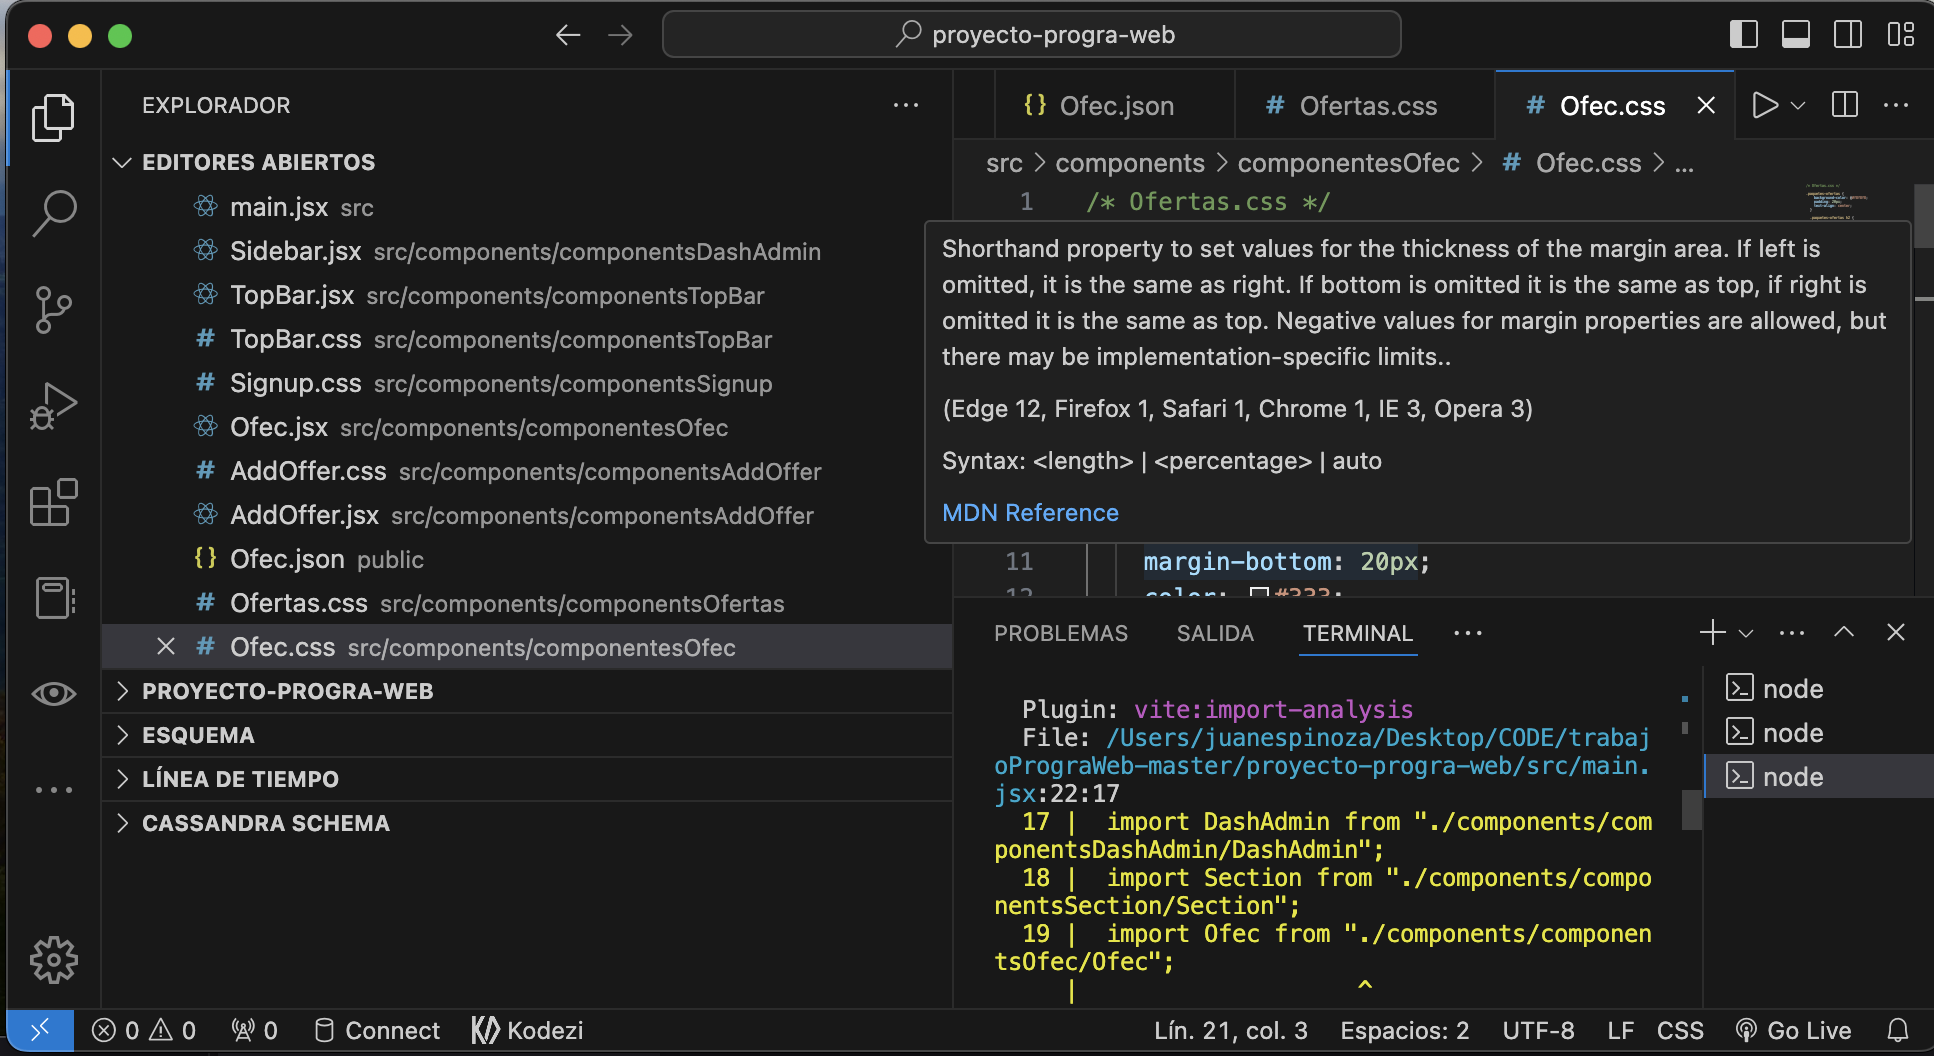 proyecto-progra-web
EXPLORADOR
EDITORES ABIERTOS
main.jsx src
Sidebar.jsx src/components/componentsDashAdmin
TopBar.jsx src/components/componentsTopBar
TopBar.css src/components/componentsTopBar
Signup.css src/components/componentsSignup
Ofec.jsx src/components/componentesOfec
AddOffer.css src/components/componentsAddOffer
AddOffer.jsx src/components/componentsAddOffer
{} Ofec.json public
# Ofertas.css src/components/componentsOfertas
# Ofec.css src/components/componentesOfec
PROYECTO-PROGRA-WEB
ESQUEMA
LÍNEA DE TIEMPO
CASSANDRA SCHEMA
{} Ofec.json
# Ofertas.css
# Ofec.css
src > components > componentesOfec > # Ofec.css > ...
1 /* Ofertas.css */
Shorthand property to set values for the thickness of the margin area. If left is
omitted, it is the same as right. If bottom is omitted it is the same as top, if right is
omitted it is the same as top. Negative values for margin properties are allowed, but
there may be implementation-specific limits..
(Edge 12, Firefox 1, Safari 1, Chrome 1, IE 3, Opera 3)
Syntax: <length> | <percentage> | auto
MDN Reference
11 margin-bottom: 20px;
12 color: #333;
PROBLEMAS SALIDA TERMINAL
Plugin: vite:import-analysis
File: /Users/juanespinoza/Desktop/CODE/trabaj
oPrograWeb-master/proyecto-progra-web/src/main.
jsx:22:17
17 | import DashAdmin from "./components/com
ponentsDashAdmin/DashAdmin";
18 | import Section from "./components/compo
nentsSection/Section";
19 | import Ofec from "./components/componen
tsOfec/Ofec";
| ^
node
node
node
0 0 0 Connect Kodezi
Lín. 21, col. 3 Espacios: 2 UTF-8 LF CSS Go Live